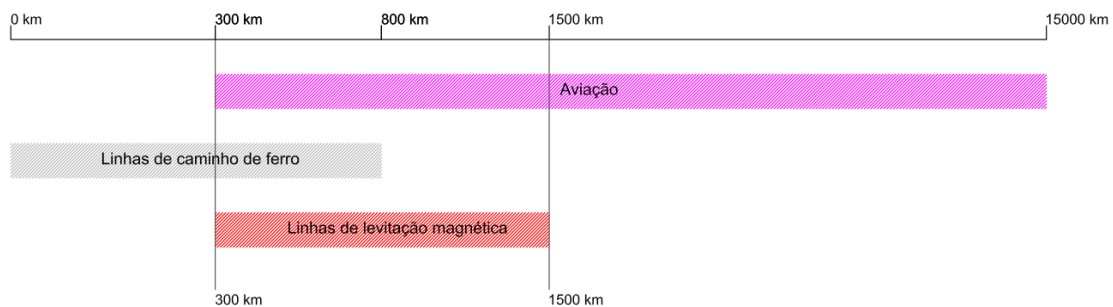 0 km 300 km 800 km 1500 km 15000 km
Aviação
Linhas de caminho de ferro
Linhas de levitação magnética
300 km 1500 km